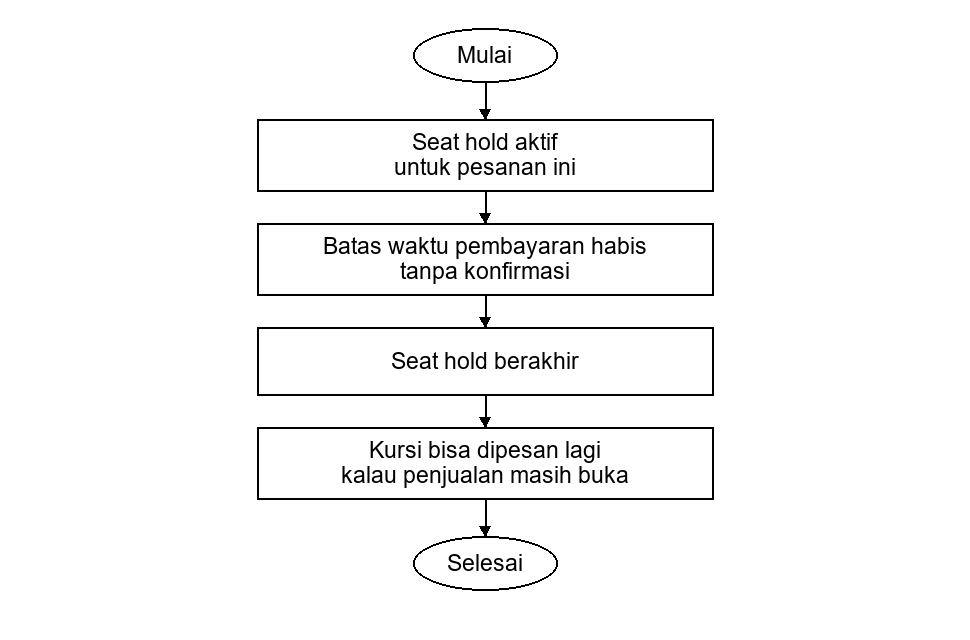 Mulai
Seat hold aktif
untuk pesanan ini
Batas waktu pembayaran habis
tanpa konfirmasi
Seat hold berakhir
Kursi bisa dipesan lagi
kalau penjualan masih buka
Selesai